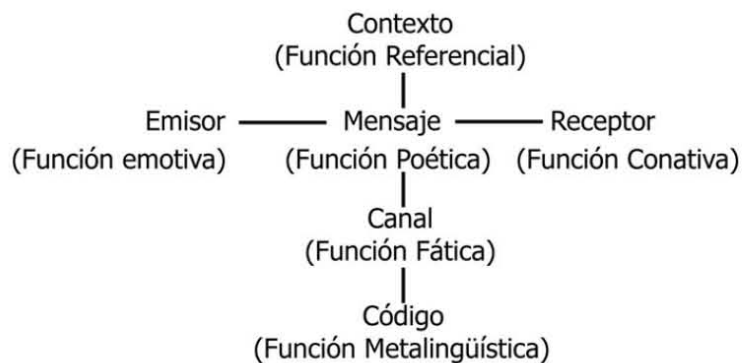 Contexto
(Función Referencial)
Emisor Mensaje Receptor
(Función emotiva) (Función Poética) (Función Conativa)
Canal
(Función Fática)
Código
(Función Metalingüística)